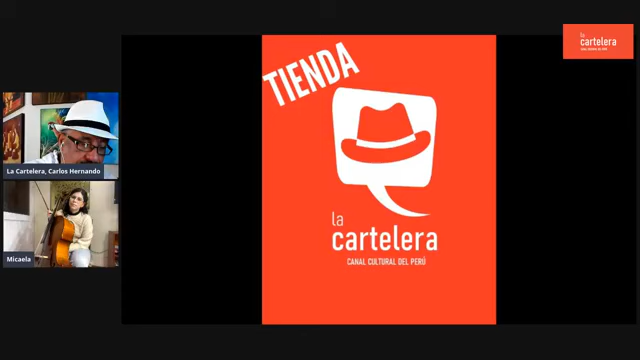 TIENDA
la
cartelera
CANAL CULTURAL DEL PERÚ
la
cartelera
La Cartelera, Carlos Hernando
Micaela